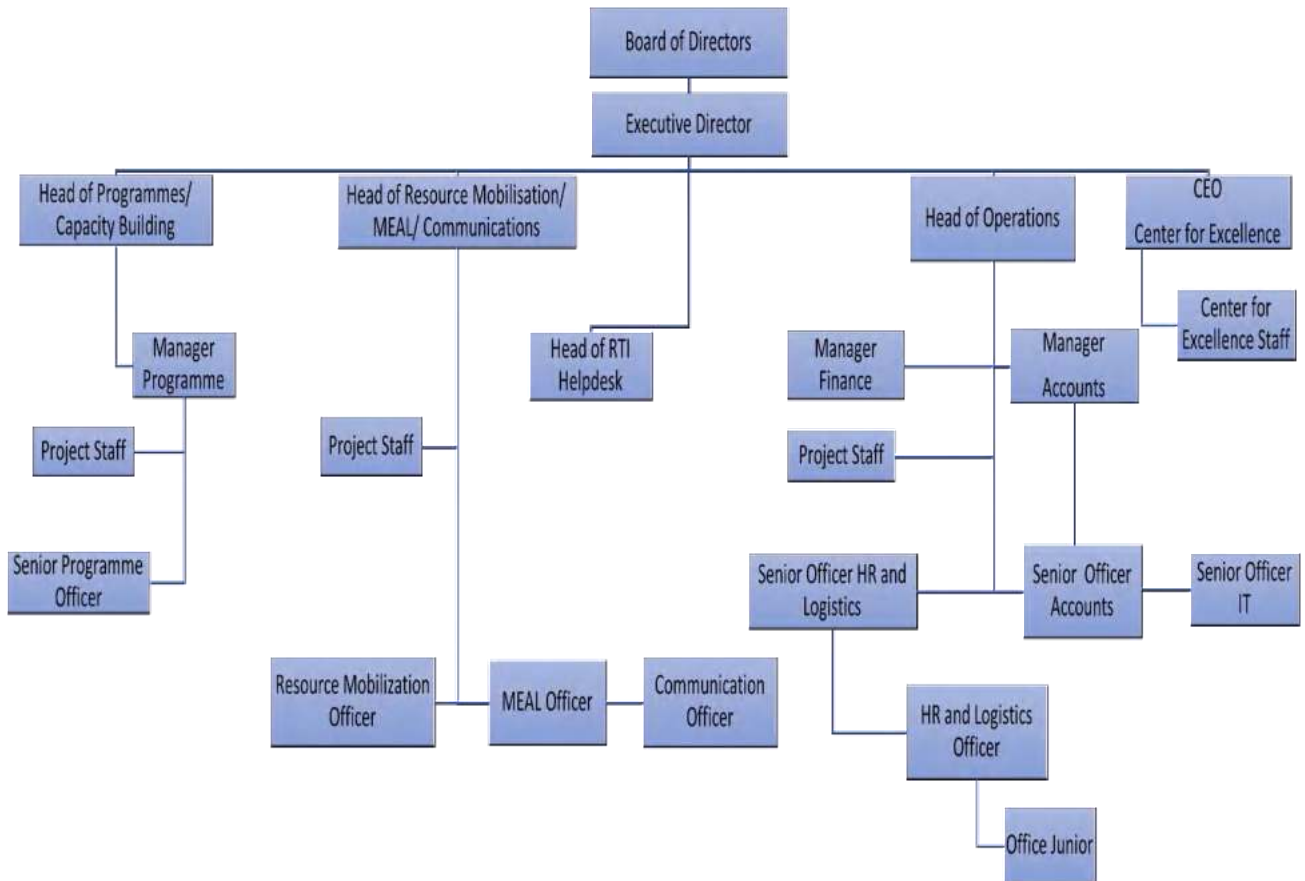 Board of Directors
Executive Director
Head of Programmes/
Capacity Building
Head of Resource Mobilisation/
MEAL/ Communications
Head of Operations
CEO
Center for Excellence
Center for
Excellence Staff
Manager
Programme
Head of RTI
Helpdesk
Manager
Finance
Manager
Accounts
Project Staff
Project Staff
Project Staff
Senior Programme
Officer
Senior Officer HR and
Logistics
Senior Officer
Accounts
Senior Officer
IT
Resource Mobilization
Officer
MEAL Officer
Communication
Officer
HR and Logistics
Officer
Office Junior